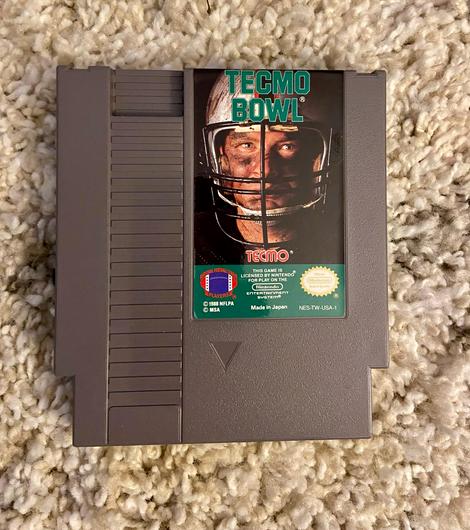 TECMO
BOWL®
TECMO®
THIS GAME IS
LICENSED BY NINTENDO®
FOR PLAY ON THE
Nintendo
ENTERTAINMENT
SYSTEM®
PLAYERS
© 1988 NFLPA
© MSA
Made in Japan
NES-TW-USA-1